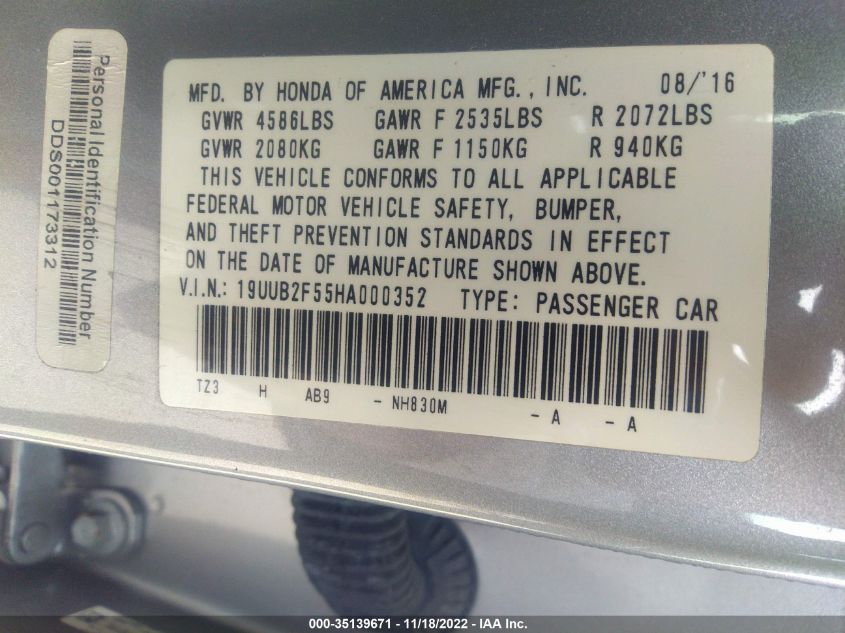 Personal Identification Number
DDS001173312
MFD. BY HONDA OF AMERICA MFG., INC. 08/'16
GVWR 4586LBS GAWR F 2535LBS R 2072LBS
GVWR 2080KG GAWR F 1150KG R 940KG
THIS VEHICLE CONFORMS TO ALL APPLICABLE
FEDERAL MOTOR VEHICLE SAFETY, BUMPER,
AND THEFT PREVENTION STANDARDS IN EFFECT
ON THE DATE OF MANUFACTURE SHOWN ABOVE.
V.I.N.: 19UUB2F55HA000352 TYPE: PASSENGER CAR
TZ3 H AB9 - NH830M - A - A
000-35139671 - 11/18/2022 - IAA Inc.